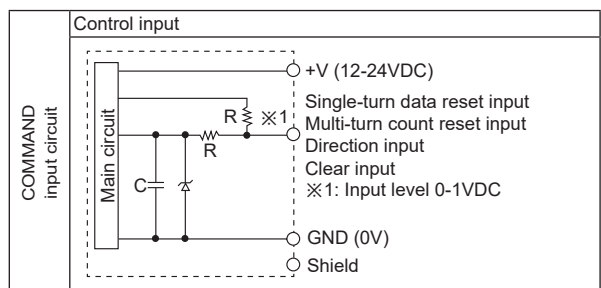 Control input
COMMAND
input circuit
Main circuit
+V (12-24VDC)
R ※1
R
C
Single-turn data reset input
Multi-turn count reset input
Direction input
Clear input
※1: Input level 0-1VDC
GND (0V)
Shield